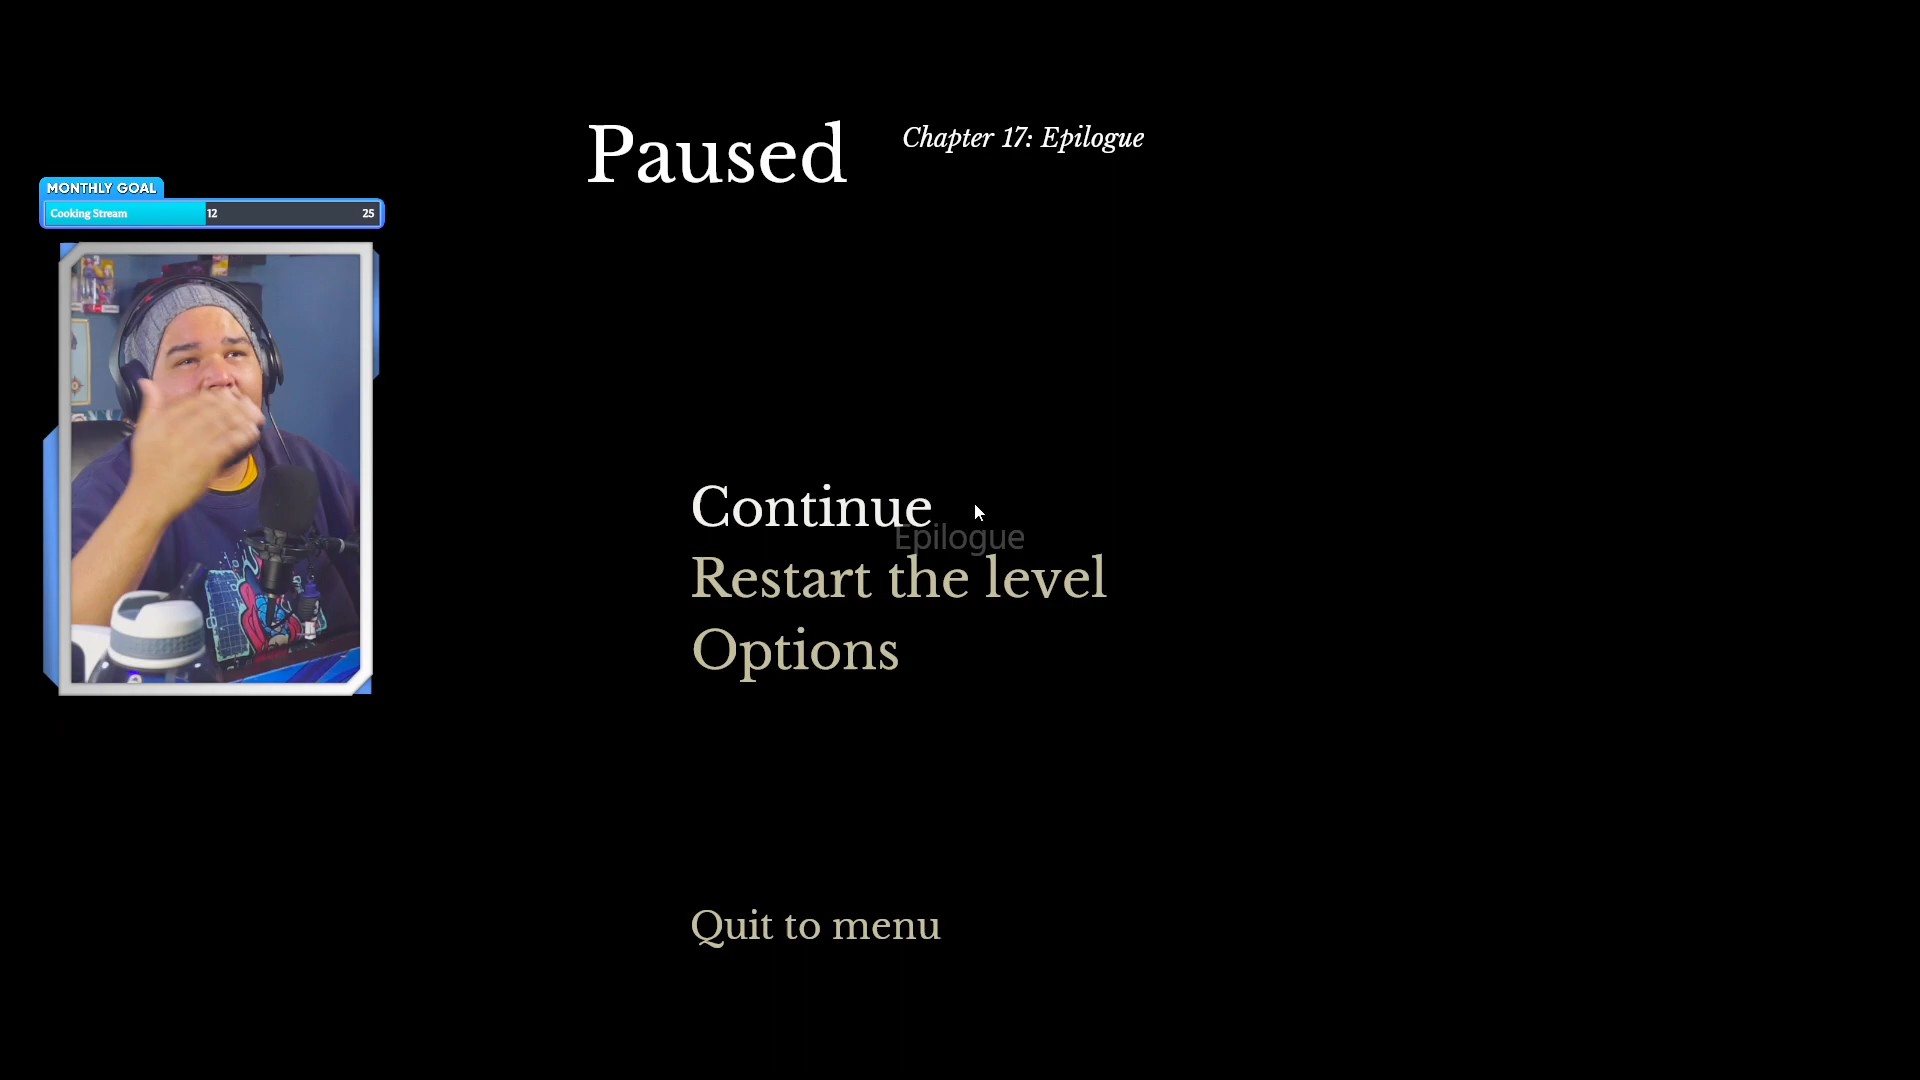 Paused
Chapter 17: Epilogue
MONTHLY GOAL
Cooking Stream 12 25
Continue
Epilogue
Restart the level
Options
Quit to menu